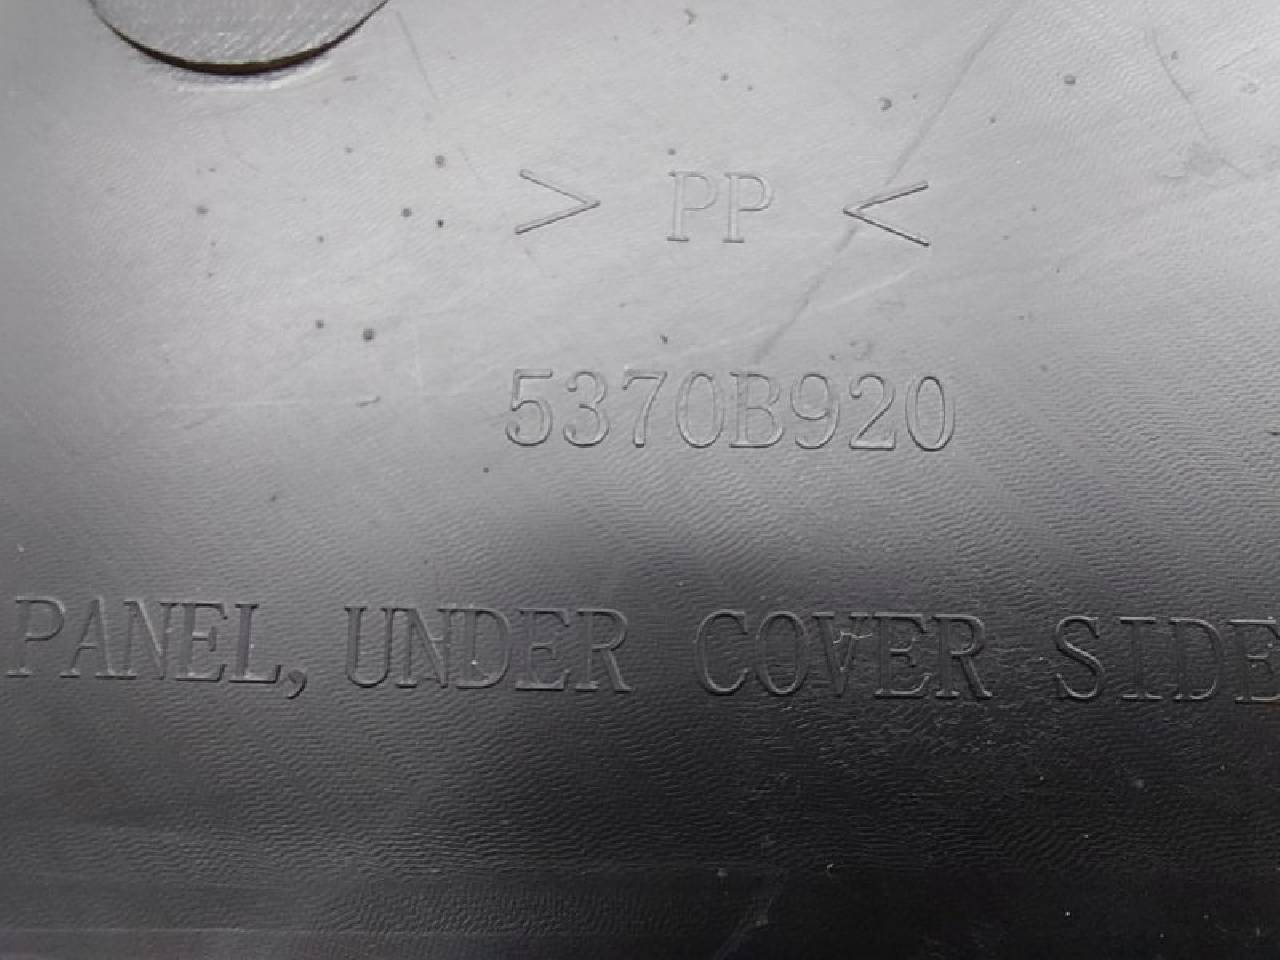 > PP <
5370B920
PANEL, UNDER COVER SIDE